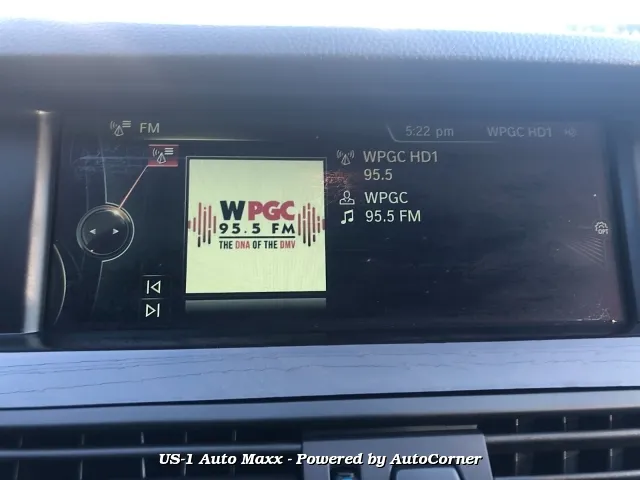 FM
5:22 pm
WPGC HD1
WPGC HD1
95.5
WPGC
95.5 FM
WPGC
95.5 FM
THE DNA OF THE DMV
OPT
US-1 Auto Maxx - Powered by AutoCorner